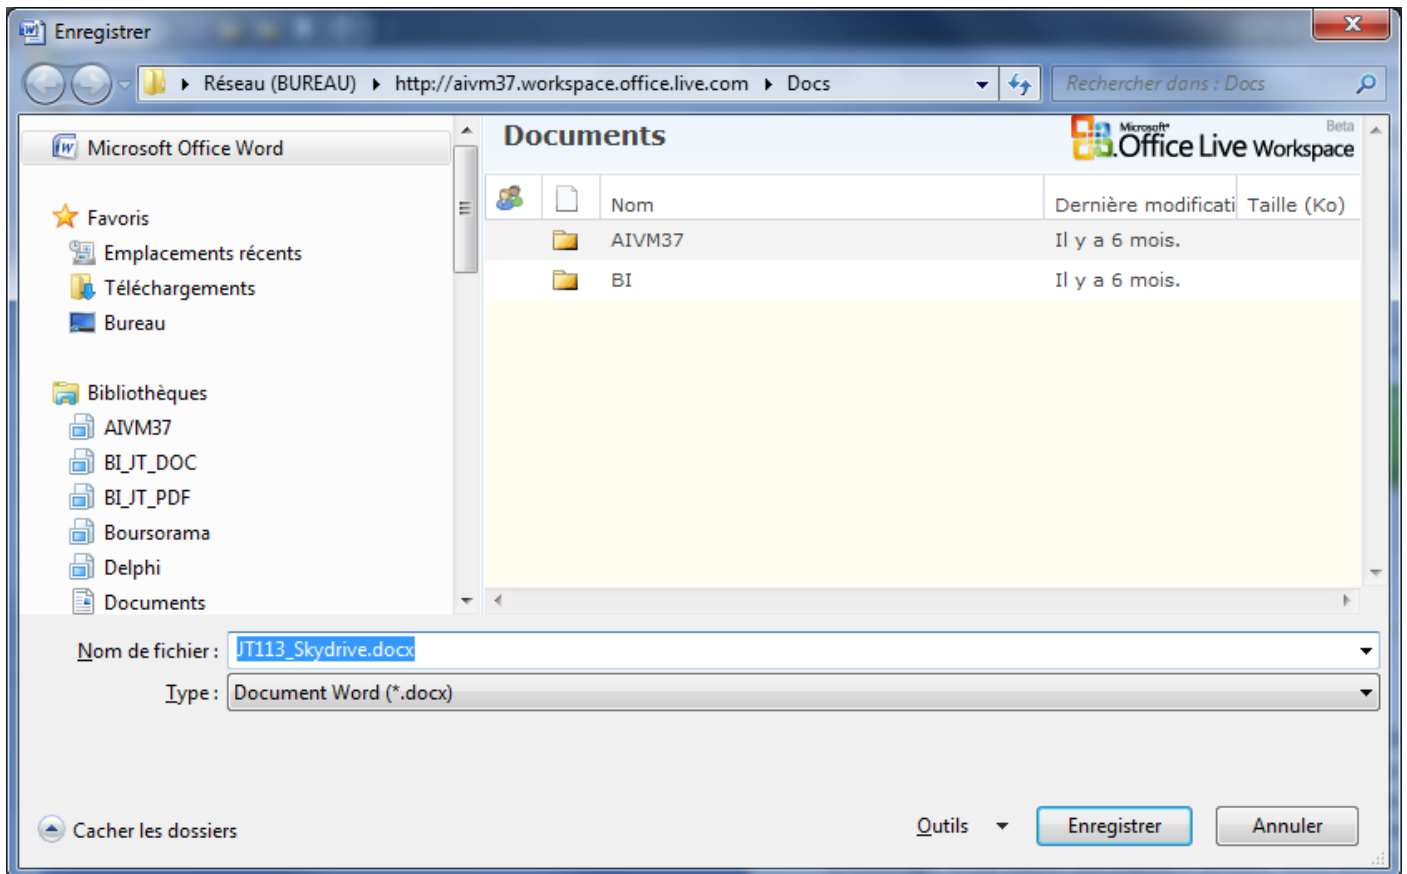 Enregistrer
Réseau (BUREAU) http://aivm37.workspace.office.live.com Docs
Rechercher dans : Docs
Microsoft Office Word
Favoris
Emplacements récents
Téléchargements
Bureau
Bibliothèques
AIVM37
BI_JT_DOC
BI_JT_PDF
Boursorama
Delphi
Documents
Documents
Microsoft® Office Live Workspace Beta
Nom Dernière modificati Taille (Ko)
AIVM37 Il y a 6 mois.
BI Il y a 6 mois.
Nom de fichier : JT113_Skydrive.docx
Type : Document Word (*.docx)
Cacher les dossiers Outils Enregistrer Annuler